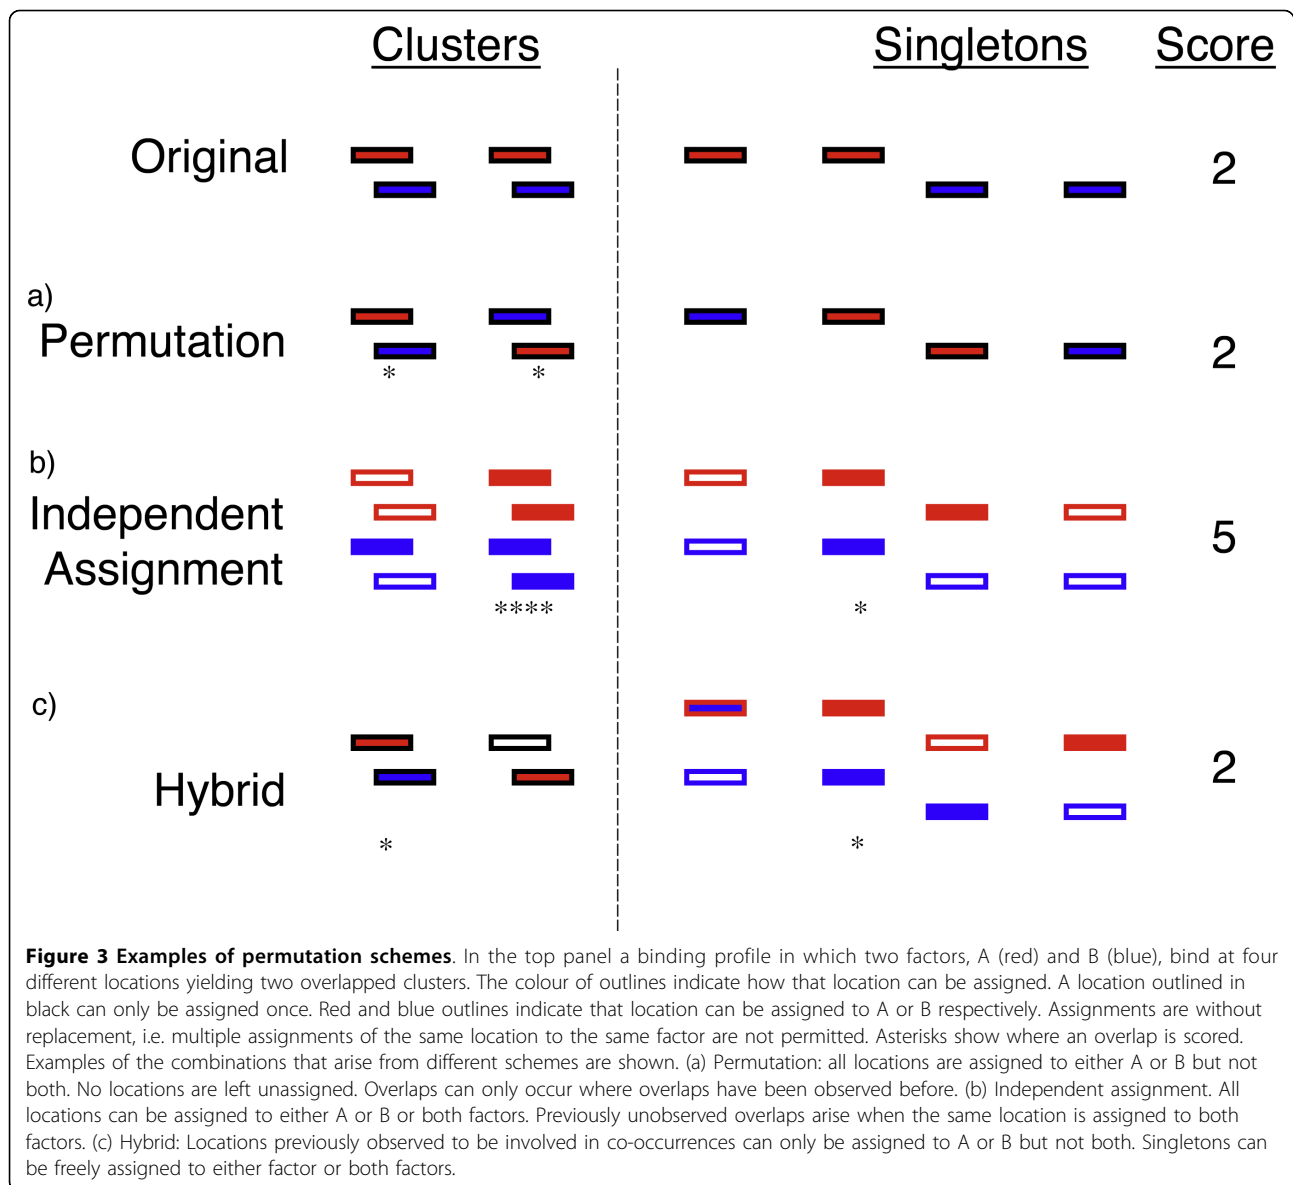 Clusters Singletons Score
Original 2
a)
Permutation 2
* *
b)
Independent
Assignment 5
**** *
c)
Hybrid 2
* *
Figure 3 Examples of permutation schemes. In the top panel a binding profile in which two factors, A (red) and B (blue), bind at four
different locations yielding two overlapped clusters. The colour of outlines indicate how that location can be assigned. A location outlined in
black can only be assigned once. Red and blue outlines indicate that location can be assigned to A or B respectively. Assignments are without
replacement, i.e. multiple assignments of the same location to the same factor are not permitted. Asterisks show where an overlap is scored.
Examples of the combinations that arise from different schemes are shown. (a) Permutation: all locations are assigned to either A or B but not
both. No locations are left unassigned. Overlaps can only occur where overlaps have been observed before. (b) Independent assignment. All
locations can be assigned to either A or B or both factors. Previously unobserved overlaps arise when the same location is assigned to both
factors. (c) Hybrid: Locations previously observed to be involved in co-occurrences can only be assigned to A or B but not both. Singletons can
be freely assigned to either factor or both factors.